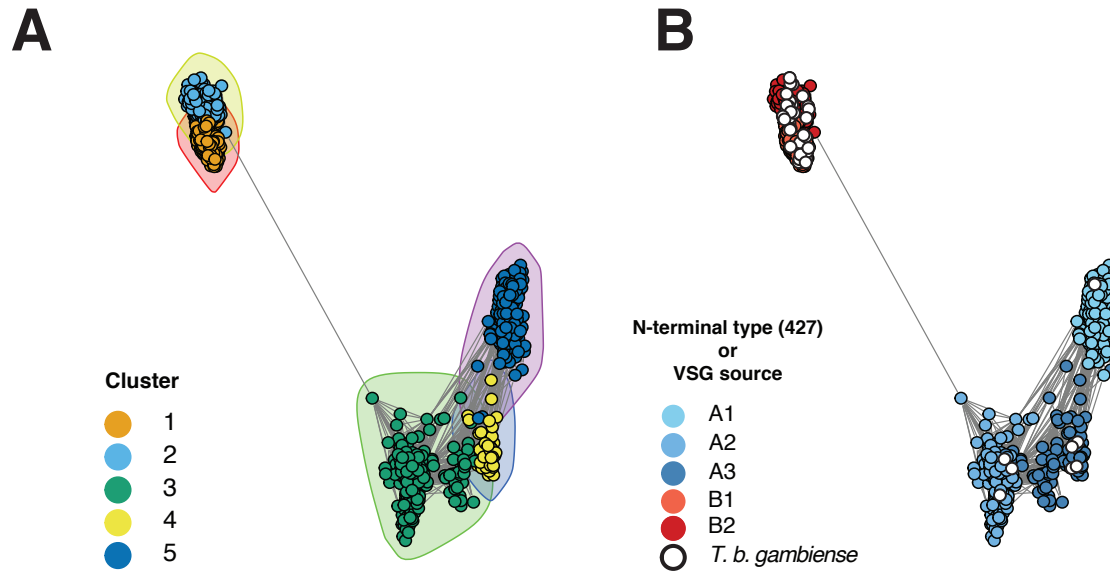 A
B
Cluster
1
2
3
4
5
N-terminal type (427)
or
VSG source
A1
A2
A3
B1
B2
T. b. gambiense